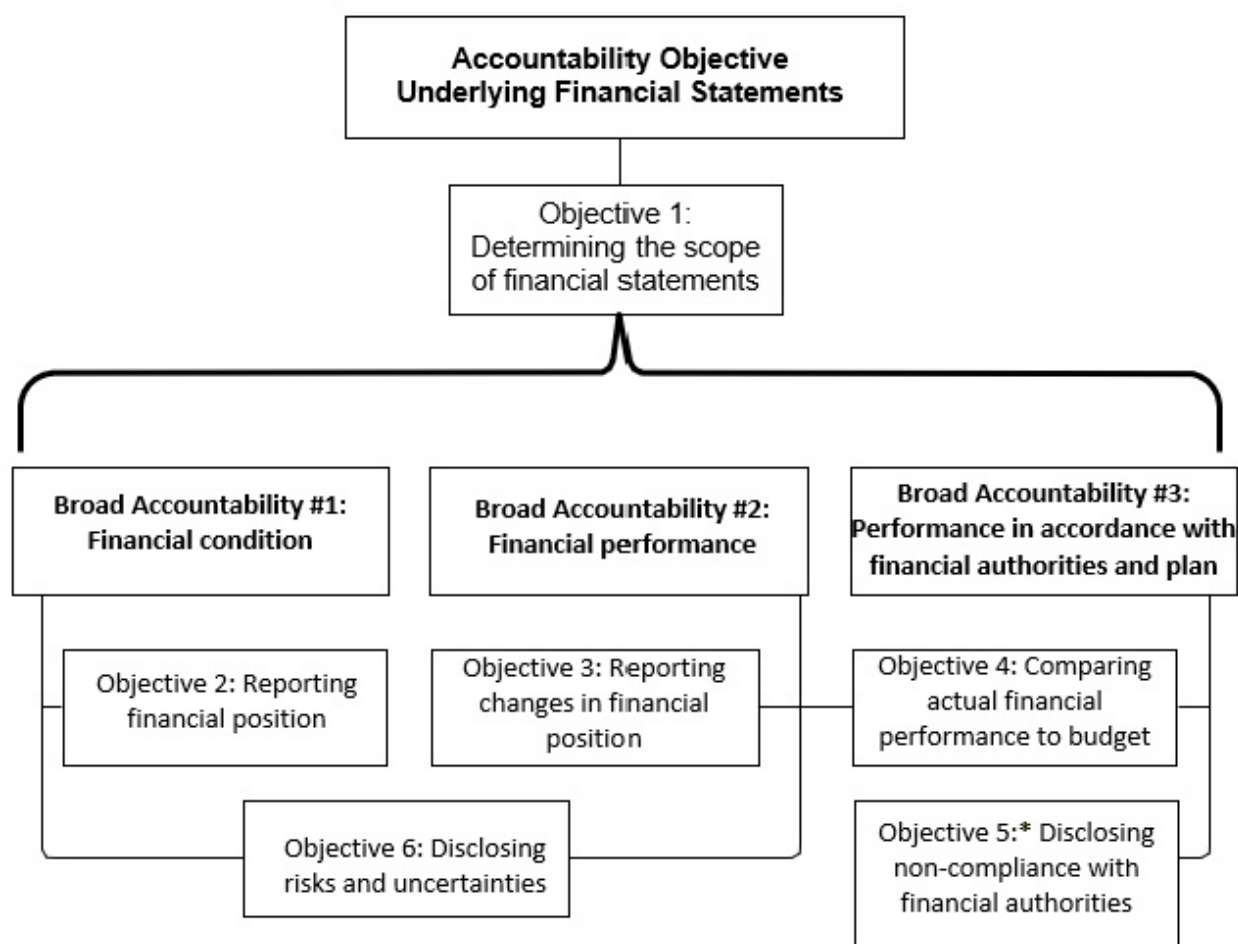 Accountability Objective
Underlying Financial Statements
Objective 1:
Determining the scope
of financial statements
Broad Accountability #1:
Financial condition
Broad Accountability #2:
Financial performance
Broad Accountability #3:
Performance in accordance with
financial authorities and plan
Objective 2: Reporting
financial position
Objective 3: Reporting
changes in financial
position
Objective 4: Comparing
actual financial
performance to budget
Objective 6: Disclosing
risks and uncertainties
Objective 5:* Disclosing
non-compliance with
financial authorities